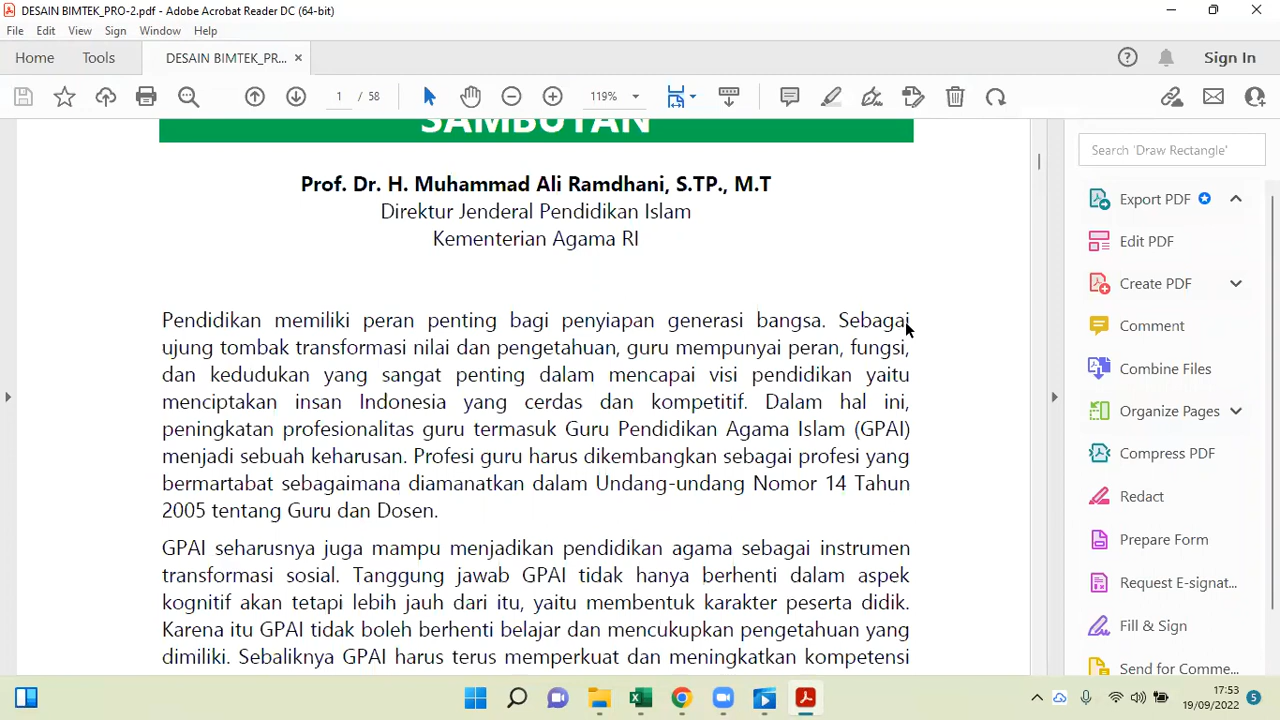 DESAIN BIMTEK_PRO-2.pdf - Adobe Acrobat Reader DC (64-bit)
File Edit View Sign Window Help
Home Tools DESAIN BIMTEK_PR... Sign In
1 / 58 119%
SAMBUTAN
Search 'Draw Rectangle'
Prof. Dr. H. Muhammad Ali Ramdhani, S.TP., M.T
Direktur Jenderal Pendidikan Islam
Kementerian Agama RI
Pendidikan memiliki peran penting bagi penyiapan generasi bangsa. Sebagai
ujung tombak transformasi nilai dan pengetahuan, guru mempunyai peran, fungsi,
dan kedudukan yang sangat penting dalam mencapai visi pendidikan yaitu
menciptakan insan Indonesia yang cerdas dan kompetitif. Dalam hal ini,
peningkatan profesionalitas guru termasuk Guru Pendidikan Agama Islam (GPAI)
menjadi sebuah keharusan. Profesi guru harus dikembangkan sebagai profesi yang
bermartabat sebagaimana diamanatkan dalam Undang-undang Nomor 14 Tahun
2005 tentang Guru dan Dosen.
GPAI seharusnya juga mampu menjadikan pendidikan agama sebagai instrumen
transformasi sosial. Tanggung jawab GPAI tidak hanya berhenti dalam aspek
kognitif akan tetapi lebih jauh dari itu, yaitu membentuk karakter peserta didik.
Karena itu GPAI tidak boleh berhenti belajar dan mencukupkan pengetahuan yang
dimiliki. Sebaliknya GPAI harus terus memperkuat dan meningkatkan kompetensi
Export PDF
Edit PDF
Create PDF
Comment
Combine Files
Organize Pages
Compress PDF
Redact
Prepare Form
Request E-signat...
Fill & Sign
Send for Comme...
17:53
19/09/2022
5